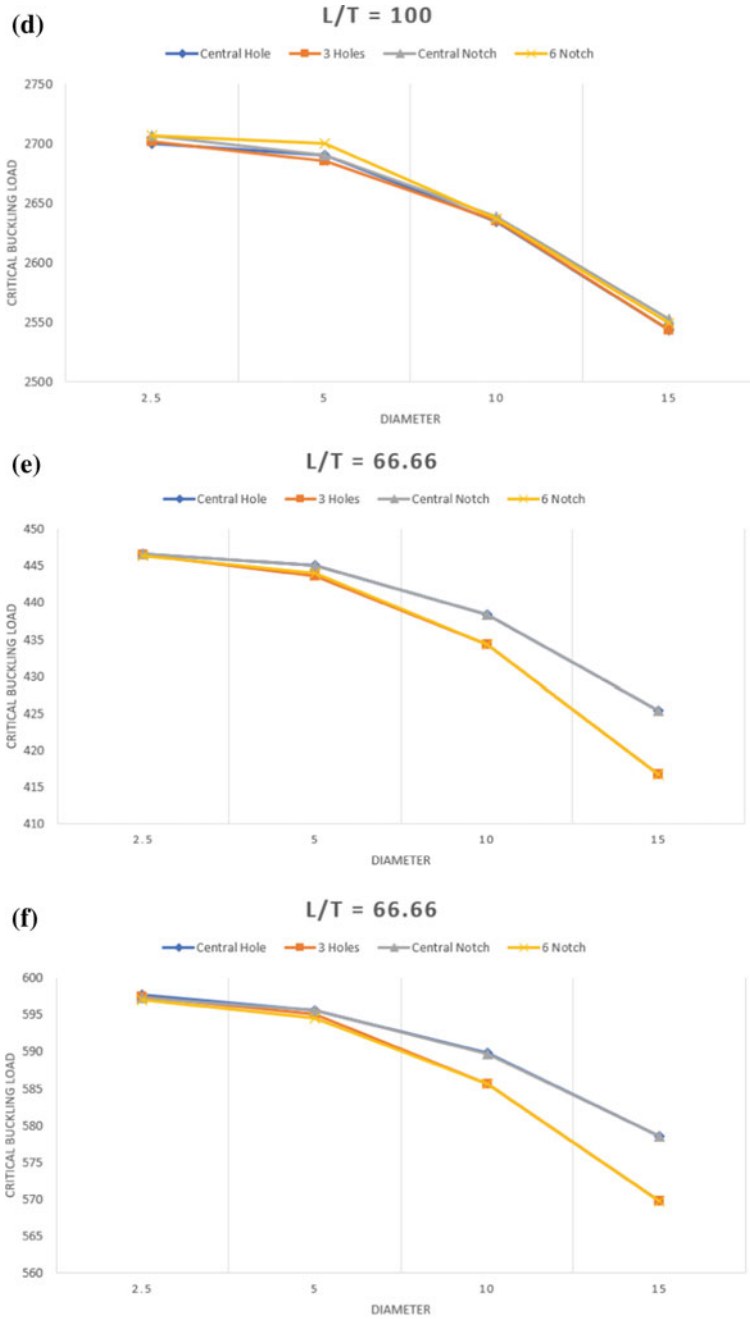 (d)
L/T = 100
Central Hole 3 Holes Central Notch 6 Notch
2750
2700
2650
2600
2550
2500
CRITICAL BUCKLING LOAD
2.5 5 10 15
DIAMETER
(e)
L/T = 66.66
Central Hole 3 Holes Central Notch 6 Notch
450
445
440
435
430
425
420
415
410
CRITICAL BUCKLING LOAD
2.5 5 10 15
DIAMETER
(f)
L/T = 66.66
Central Hole 3 Holes Central Notch 6 Notch
600
595
590
585
580
575
570
565
560
CRITICAL BUCKLING LOAD
2.5 5 10 15
DIAMETER